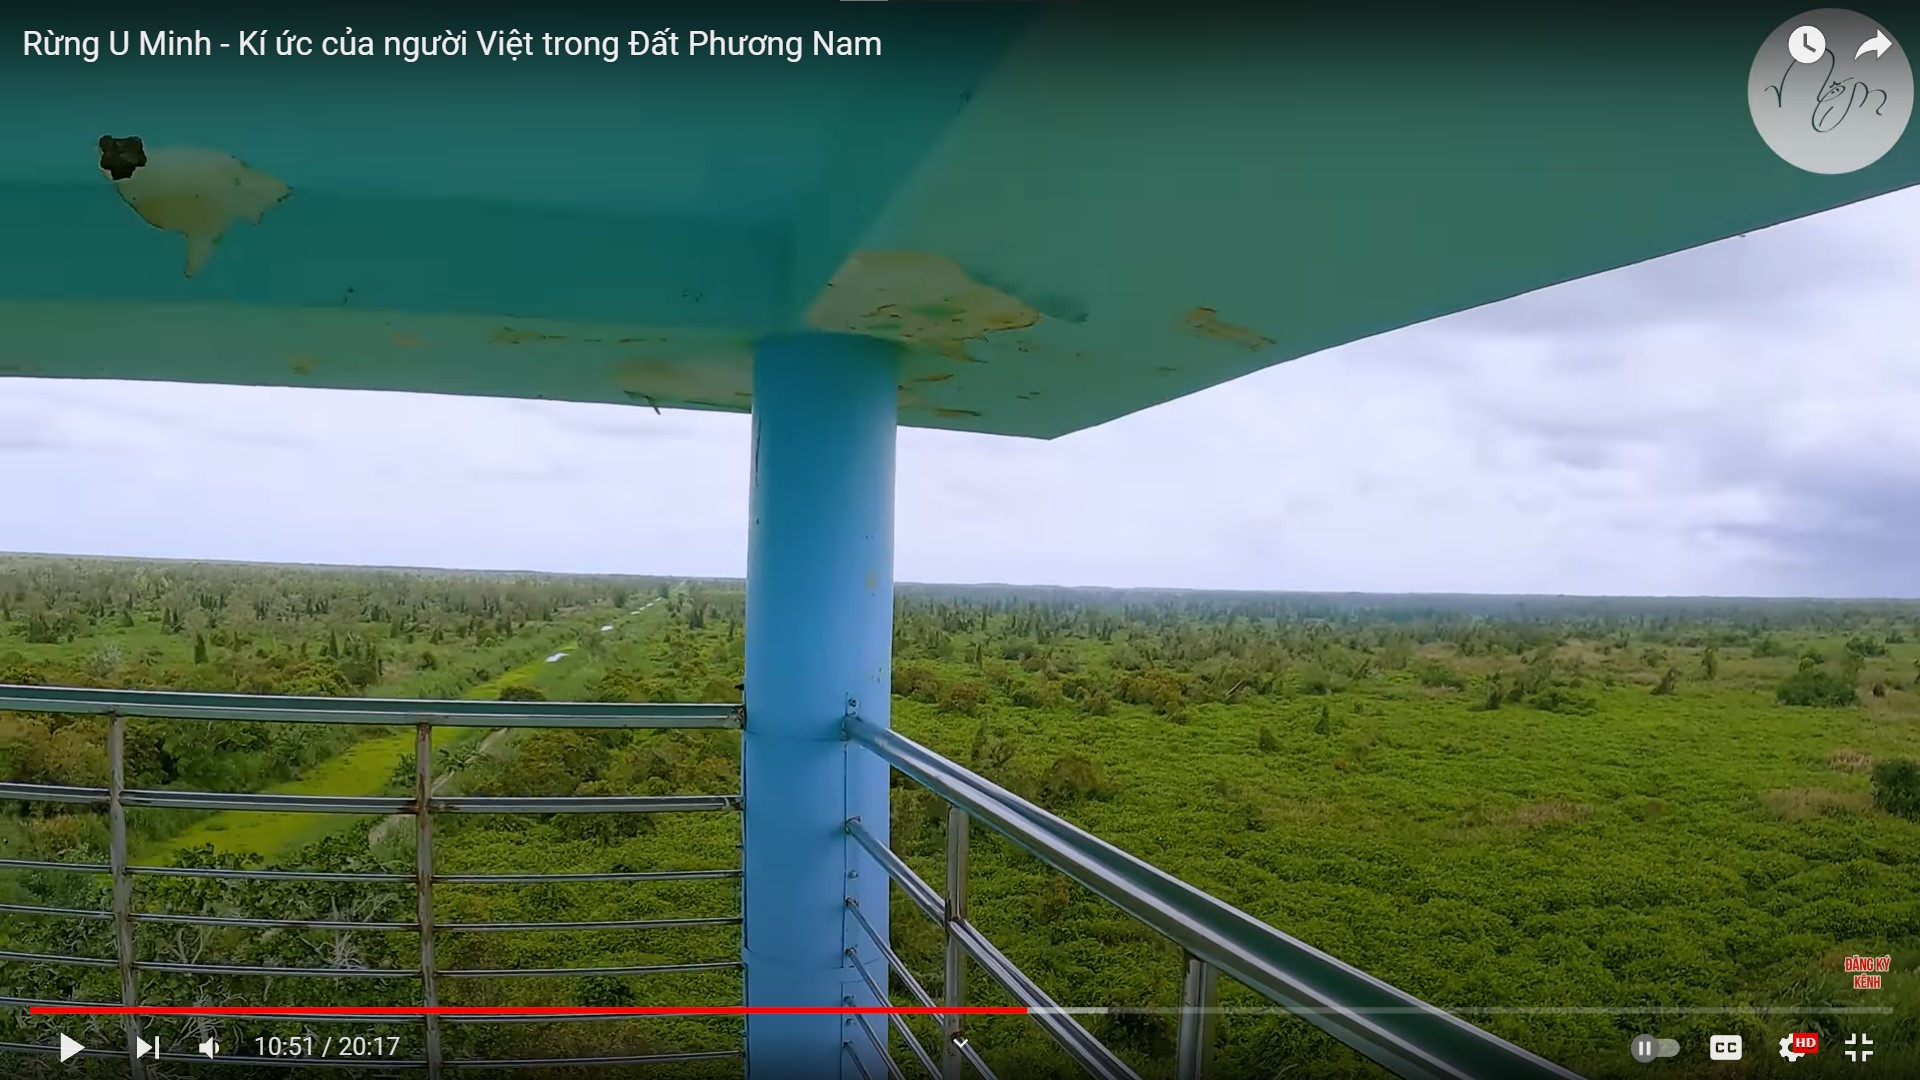 Rừng U Minh - Kí ức của người Việt trong Đất Phương Nam
ĐĂNG KÝ
KÊNH
10:51 / 20:17
CC
HD